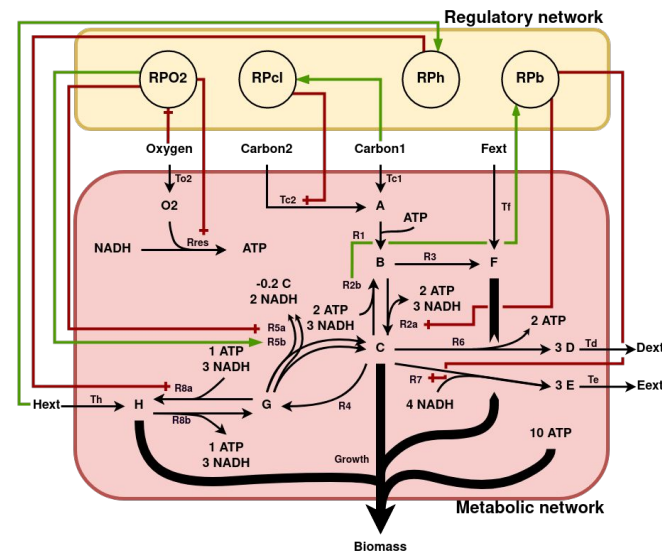 Regulatory network
RPO2
RPcl
RPh
RPb
Oxygen
Carbon2
Carbon1
Fext
To2
Tc2
Tc1
Tf
O2
A
ATP
NADH
Rres
ATP
R1
B
R3
F
R2b
-0.2 C
2 NADH
2 ATP
3 NADH
2 ATP
3 NADH
R2a
R5a
R5b
2 ATP
R6
C
3 D
Td
Dext
1 ATP
3 NADH
R7
3 E
Te
Eext
4 NADH
R8a
Hext
Th
H
G
R4
R8b
1 ATP
3 NADH
10 ATP
Growth
Metabolic network
Biomass